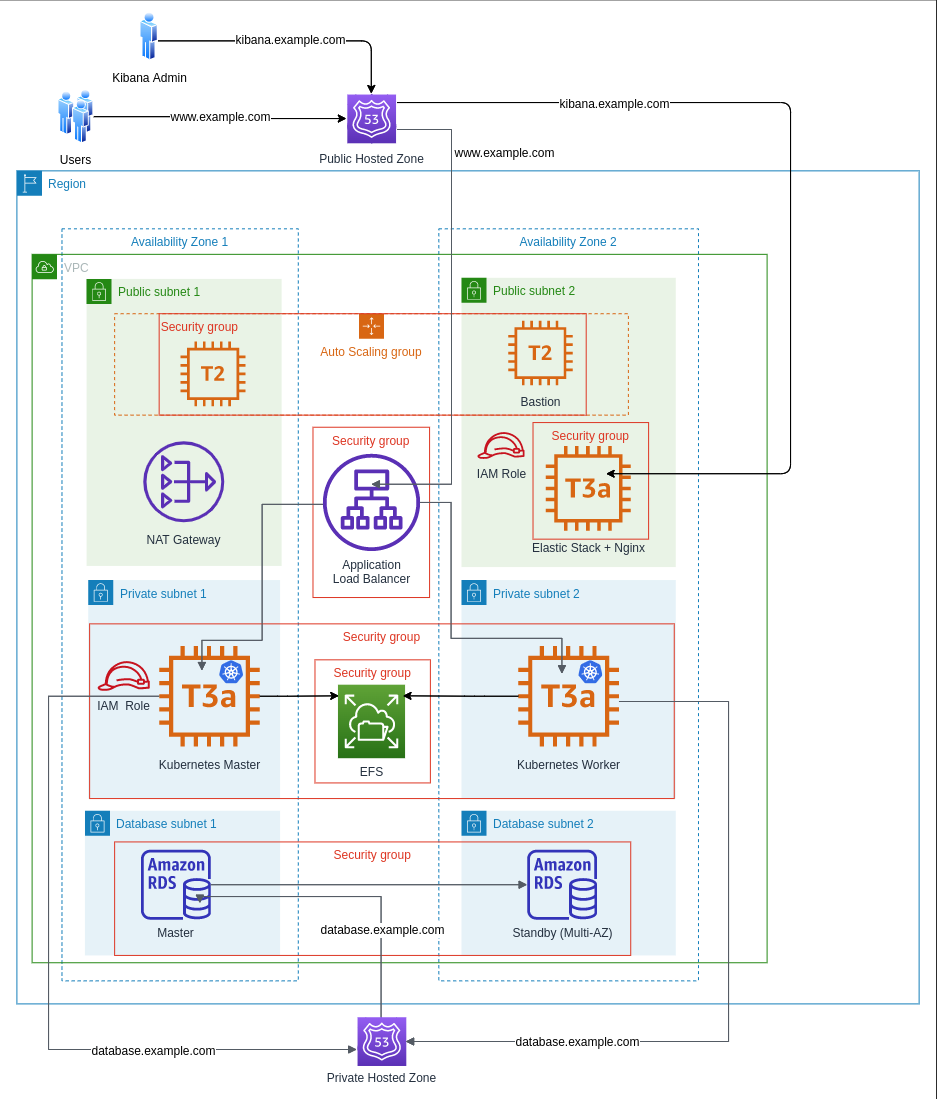 kibana.example.com
Kibana Admin
www.example.com
Users
53
Public Hosted Zone
kibana.example.com
www.example.com
Region
Availability Zone 1
Availability Zone 2
VPC
Public subnet 1
Public subnet 2
Security group
T2
Auto Scaling group
T2
Bastion
Security group
IAM Role
Security group
T3a
Elastic Stack + Nginx
NAT Gateway
Application
Load Balancer
Private subnet 1
Private subnet 2
Security group
IAM Role
T3a
Kubernetes Master
Security group
EFS
T3a
Kubernetes Worker
Database subnet 1
Database subnet 2
Security group
Amazon
RDS
Master
Amazon
RDS
Standby (Multi-AZ)
database.example.com
database.example.com
53
Private Hosted Zone
database.example.com